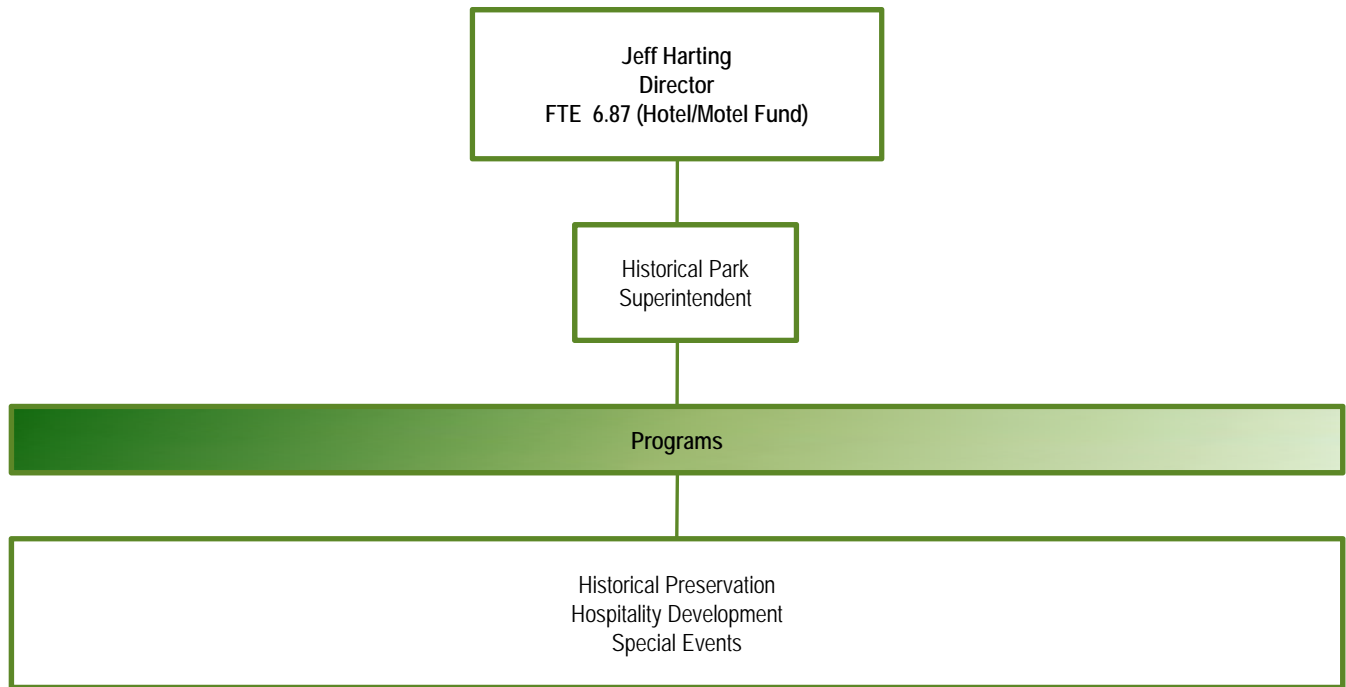 Jeff Harting
Director
FTE  6.87 (Hotel/Motel Fund)
Historical Park
Superintendent
Programs
Historical Preservation
Hospitality Development
Special Events